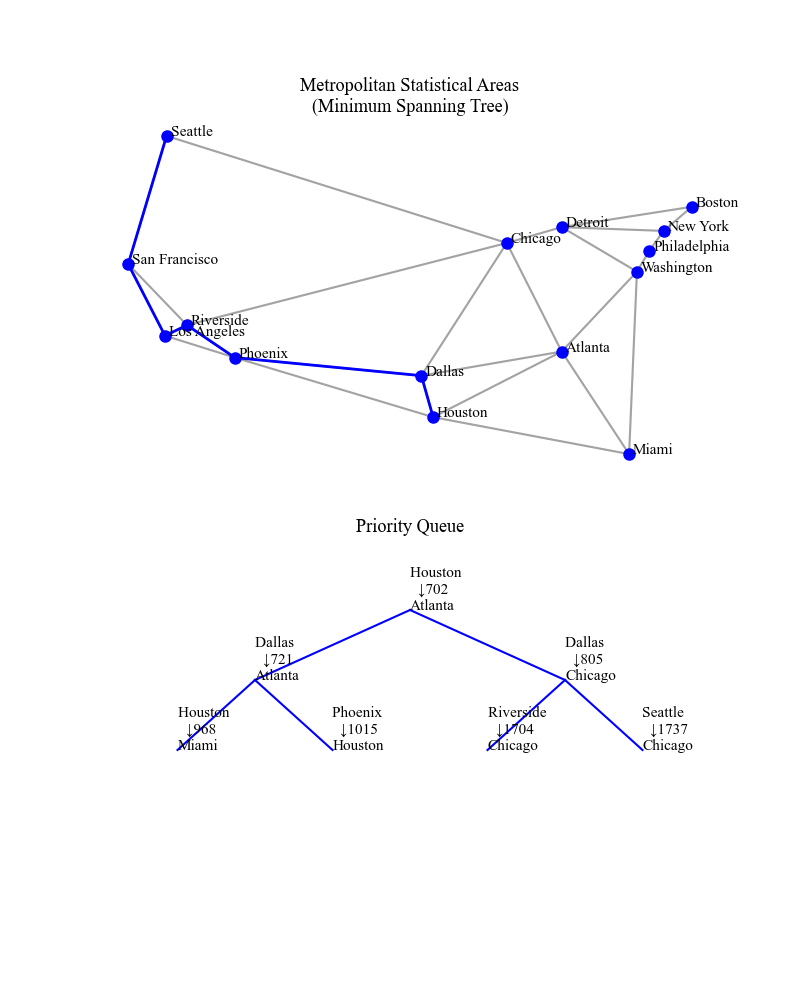 Metropolitan Statistical Areas
(Minimum Spanning Tree)
Seattle
Boston
Detroit
New York
Chicago
Philadelphia
San Francisco
Washington
Riverside
Los Angeles
Atlanta
Phoenix
Dallas
Houston
Miami
Priority Queue
Houston
↓702
Atlanta
Dallas
↓721
Atlanta
Dallas
↓805
Chicago
Houston
↓968
Miami
Phoenix
↓1015
Houston
Riverside
↓1704
Chicago
Seattle
↓1737
Chicago